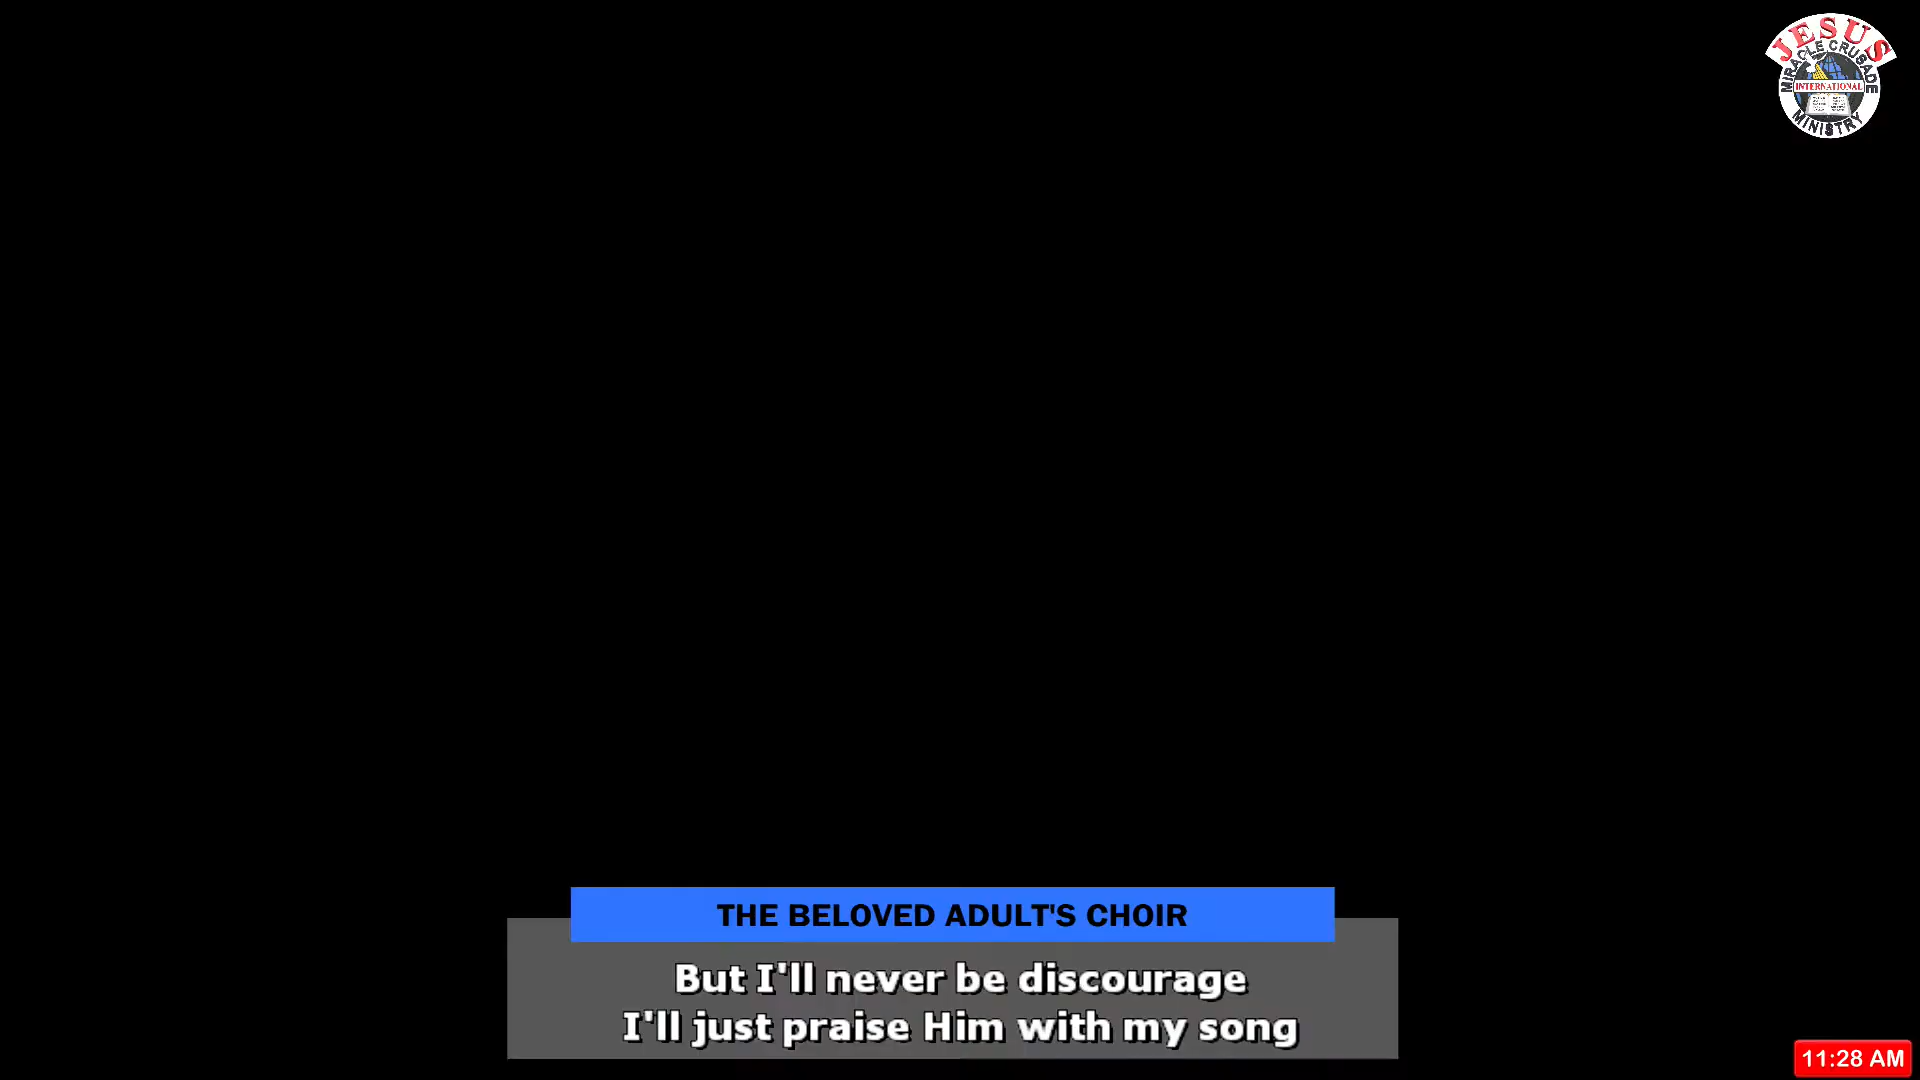 JESUS
MIRACLE CRUSADE
INTERNATIONAL
MINISTRY
THE BELOVED ADULT'S CHOIR
But I'll never be discourage
I'll just praise Him with my song
11:28 AM